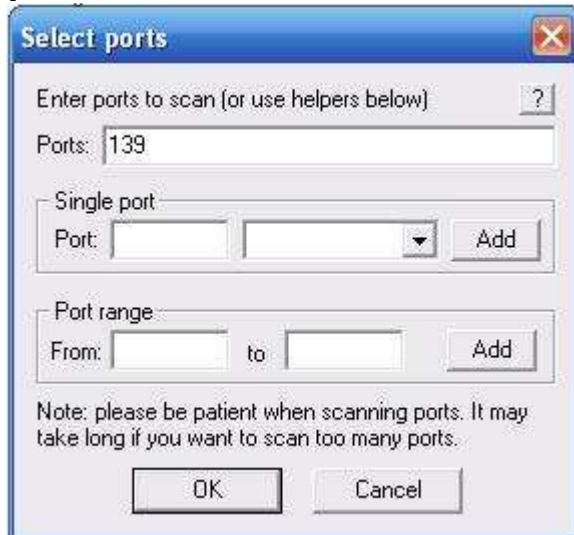 Select ports
Enter ports to scan (or use helpers below) ?
Ports: 139
Single port
Port: Add
Port range
From: to Add
Note: please be patient when scanning ports. It may
take long if you want to scan too many ports.
OK Cancel